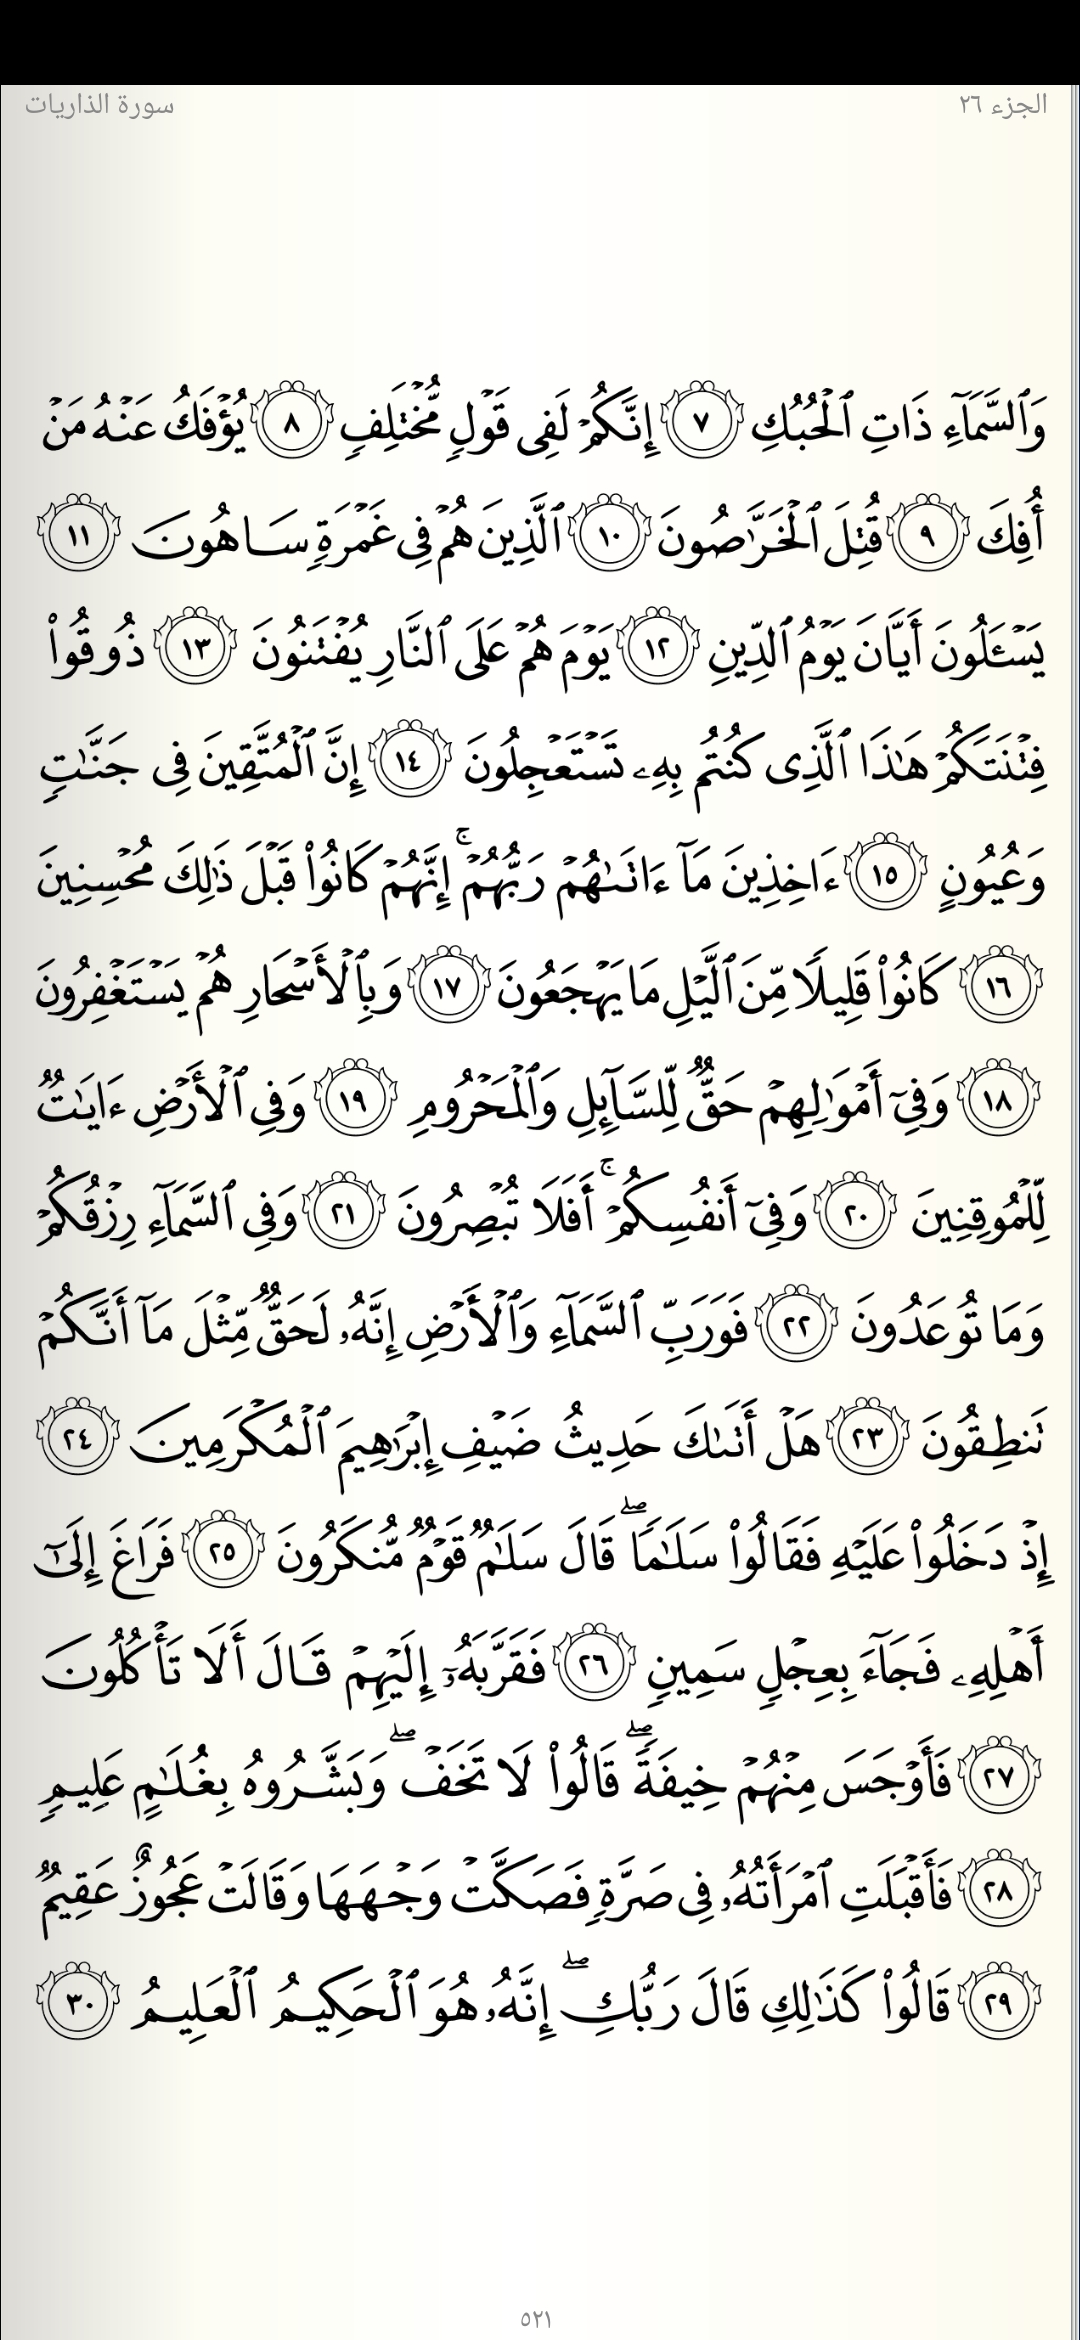 الجزء ٢٦
سورة الذاريات
وَٱلسَّمَآءِ ذَاتِ ٱلْحُبُكِ ٧ إِنَّكُمْ لَفِى قَوْلٍ مُّخْتَلِفٍ ٨ يُؤْفَكُ عَنْهُ مَنْ
أُفِكَ ٩ قُتِلَ ٱلْخَرَّٰصُونَ ١٠ ٱلَّذِينَ هُمْ فِى غَمْرَةٍ سَاهُونَ ١١
يَسْـَٔلُونَ أَيَّانَ يَوْمُ ٱلدِّينِ ١٢ يَوْمَ هُمْ عَلَى ٱلنَّارِ يُفْتَنُونَ ١٣ ذُوقُوا۟
فِتْنَتَكُمْ هَٰذَا ٱلَّذِى كُنتُم بِهِۦ تَسْتَعْجِلُونَ ١٤ إِنَّ ٱلْمُتَّقِينَ فِى جَنَّٰتٍ
وَعُيُونٍ ١٥ ءَاخِذِينَ مَآ ءَاتَىٰهُمْ رَبُّهُمْ ۚ إِنَّهُمْ كَانُوا۟ قَبْلَ ذَٰلِكَ مُحْسِنِينَ
١٦ كَانُوا۟ قَلِيلًا مِّنَ ٱلَّيْلِ مَا يَهْجَعُونَ ١٧ وَبِٱلْأَسْحَارِ هُمْ يَسْتَغْفِرُونَ
١٨ وَفِىٓ أَمْوَٰلِهِمْ حَقٌّ لِّلسَّآئِلِ وَٱلْمَحْرُومِ ١٩ وَفِى ٱلْأَرْضِ ءَايَٰتٌ
لِّلْمُوقِنِينَ ٢٠ وَفِىٓ أَنفُسِكُمْ ۚ أَفَلَا تُبْصِرُونَ ٢١ وَفِى ٱلسَّمَآءِ رِزْقُكُمْ
وَمَا تُوعَدُونَ ٢٢ فَوَرَبِّ ٱلسَّمَآءِ وَٱلْأَرْضِ إِنَّهُۥ لَحَقٌّ مِّثْلَ مَآ أَنَّكُمْ
تَنطِقُونَ ٢٣ هَلْ أَتَىٰكَ حَدِيثُ ضَيْفِ إِبْرَٰهِيمَ ٱلْمُكْرَمِينَ ٢٤
إِذْ دَخَلُوا۟ عَلَيْهِ فَقَالُوا۟ سَلَٰمًا ۖ قَالَ سَلَٰمٌ قَوْمٌ مُّنكَرُونَ ٢٥ فَرَاغَ إِلَىٰٓ
أَهْلِهِۦ فَجَآءَ بِعِجْلٍ سَمِينٍ ٢٦ فَقَرَّبَهُۥٓ إِلَيْهِمْ قَالَ أَلَا تَأْكُلُونَ
٢٧ فَأَوْجَسَ مِنْهُمْ خِيفَةً ۖ قَالُوا۟ لَا تَخَفْ ۖ وَبَشَّرُوهُ بِغُلَٰمٍ عَلِيمٍ
٢٨ فَأَقْبَلَتِ ٱمْرَأَتُهُۥ فِى صَرَّةٍ فَصَكَّتْ وَجْهَهَا وَقَالَتْ عَجُوزٌ عَقِيمٌ
٢٩ قَالُوا۟ كَذَٰلِكِ قَالَ رَبُّكِ ۖ إِنَّهُۥ هُوَ ٱلْحَكِيمُ ٱلْعَلِيمُ ٣٠
٥٢١